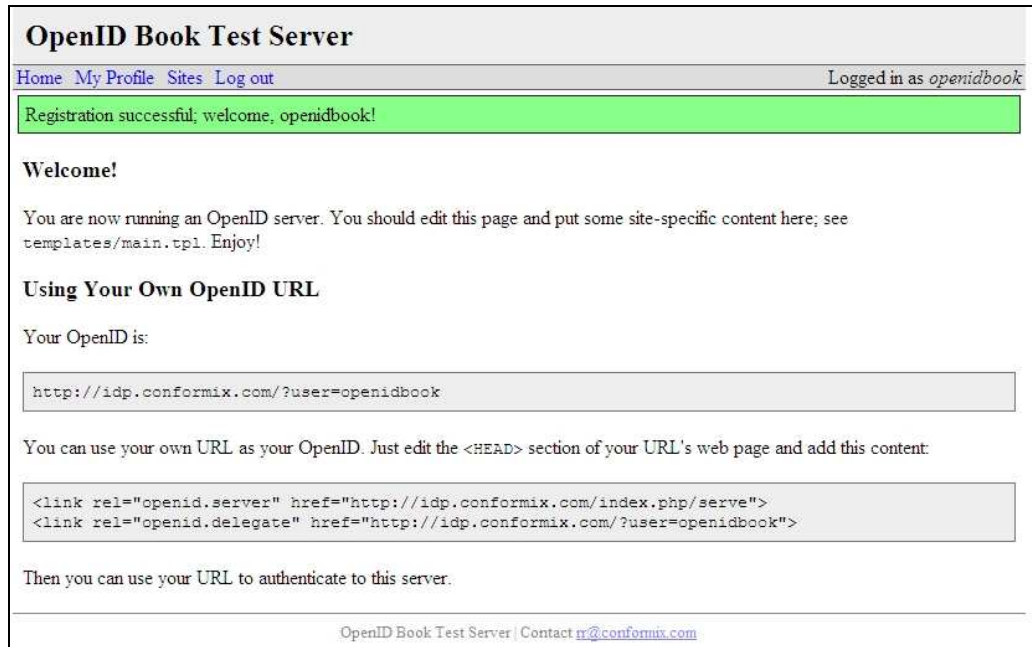 OpenID Book Test Server
Home My Profile Sites Log out Logged in as openidbook
Registration successful; welcome, openidbook!
Welcome!
You are now running an OpenID server. You should edit this page and put some site-specific content here; see
templates/main.tpl. Enjoy!
Using Your Own OpenID URL
Your OpenID is:
http://idp.conformix.com/?user=openidbook
You can use your own URL as your OpenID. Just edit the <HEAD> section of your URL's web page and add this content:
<link rel="openid.server" href="http://idp.conformix.com/index.php/serve">
<link rel="openid.delegate" href="http://idp.conformix.com/?user=openidbook">
Then you can use your URL to authenticate to this server.
OpenID Book Test Server | Contact rr@conformix.com